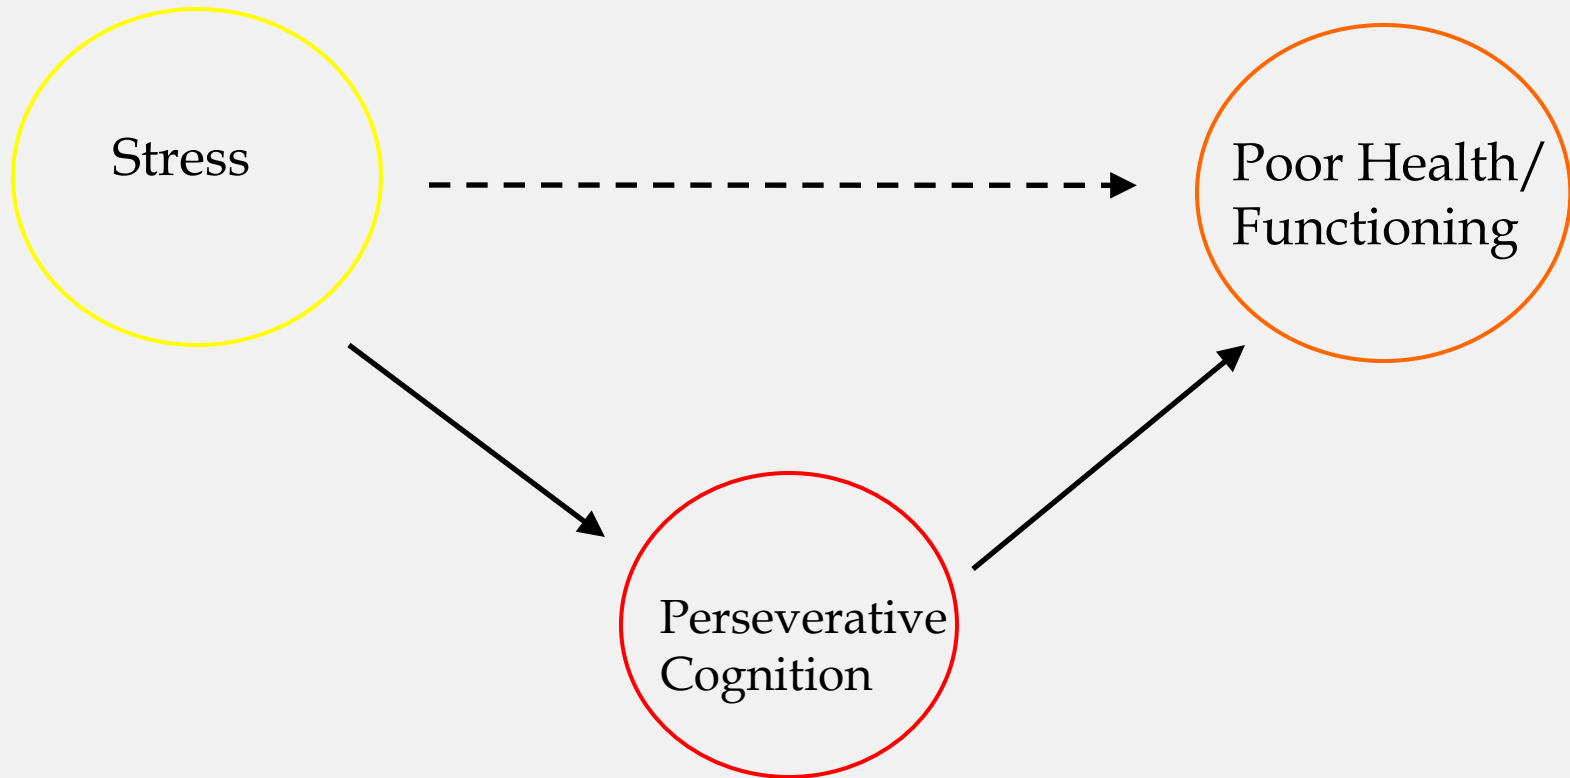 Stress
Poor Health/
Functioning
Perseverative
Cognition